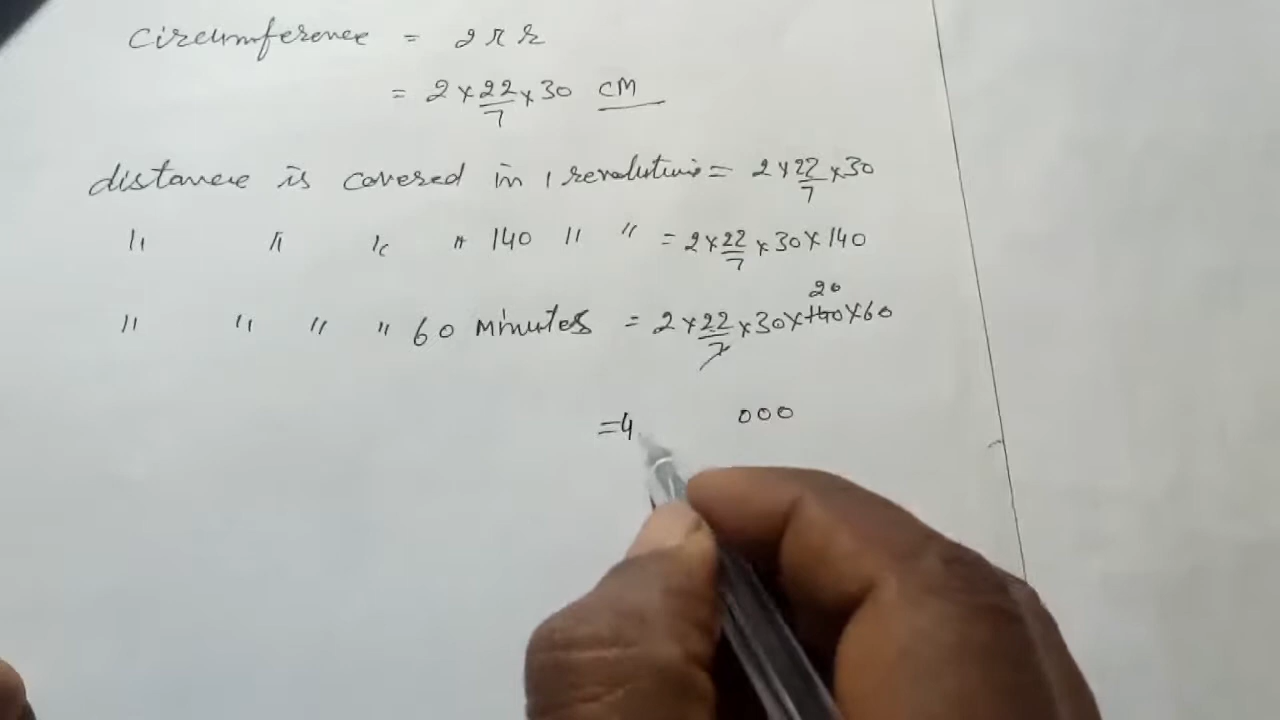 circumference = 2πr
= 2 × 22/7 × 30 CM
distance is covered in 1 revolution = 2 × 22/7 × 30
" " " " 140 " " = 2 × 22/7 × 30 × 140
" " " " 60 minutes = 2 × 22/7 × 30 × 140 × 60
20
= 4 000